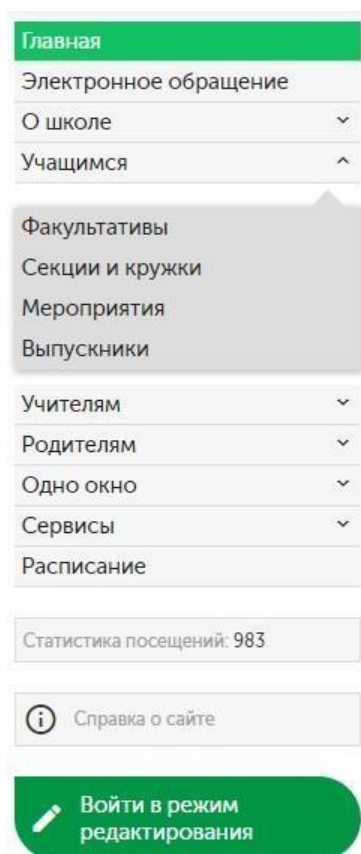 Главная
Электронное обращение
О школе
Учащимся
Факультативы
Секции и кружки
Мероприятия
Выпускники
Учителям
Родителям
Одно окно
Сервисы
Расписание
Статистика посещений: 983
Справка о сайте
Войти в режим
редактирования